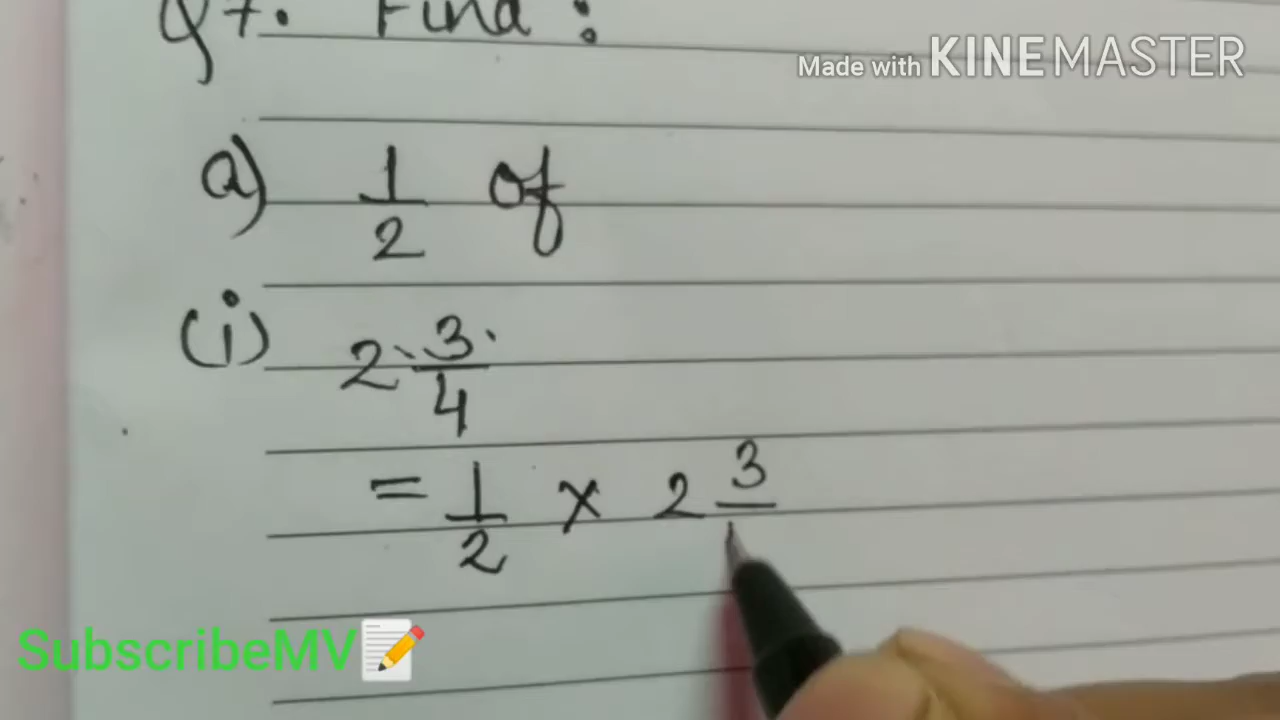 Q7. Find :
Made with KINEMASTER
a) 1/2 of
(i) 2 3/4
= 1/2 × 2 3/
SubscribeMV📝